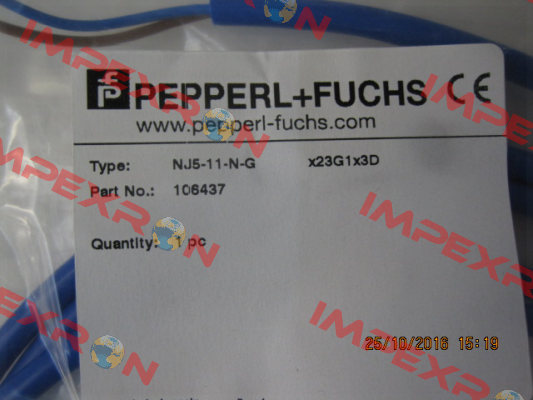 PEPPERL+FUCHS CE
www.pepperl-fuchs.com
Type: NJ5-11-N-G x23G1x3D
Part No.: 106437
Quantity: 1 pc
25/10/2016 15:19
IMPEXRON
IMPEXRON
IMPEXRON
IMPEXRON